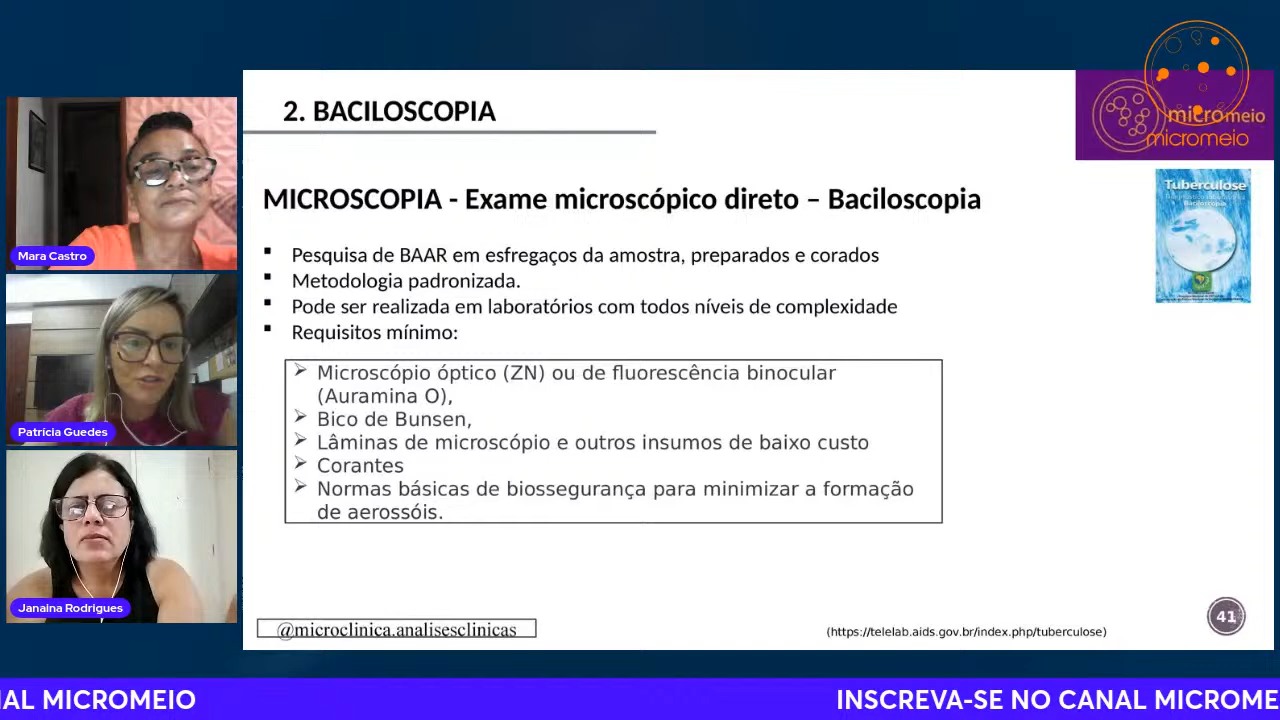 2. BACILOSCOPIA
micromeio
micromeio
MICROSCOPIA - Exame microscópico direto – Baciloscopia
Tuberculose
Baciloscopia
Pesquisa de BAAR em esfregaços da amostra, preparados e corados
Metodologia padronizada.
Pode ser realizada em laboratórios com todos níveis de complexidade
Requisitos mínimo:
Microscópio óptico (ZN) ou de fluorescência binocular
(Auramina O),
Bico de Bunsen,
Lâminas de microscópio e outros insumos de baixo custo
Corantes
Normas básicas de biossegurança para minimizar a formação
de aerossóis.
Mara Castro
Patrícia Guedes
Janaina Rodrigues
@microclinica.analisesclinicas
(https://telelab.aids.gov.br/index.php/tuberculose)
41
NAL MICROMEIO
INSCREVA-SE NO CANAL MICROME